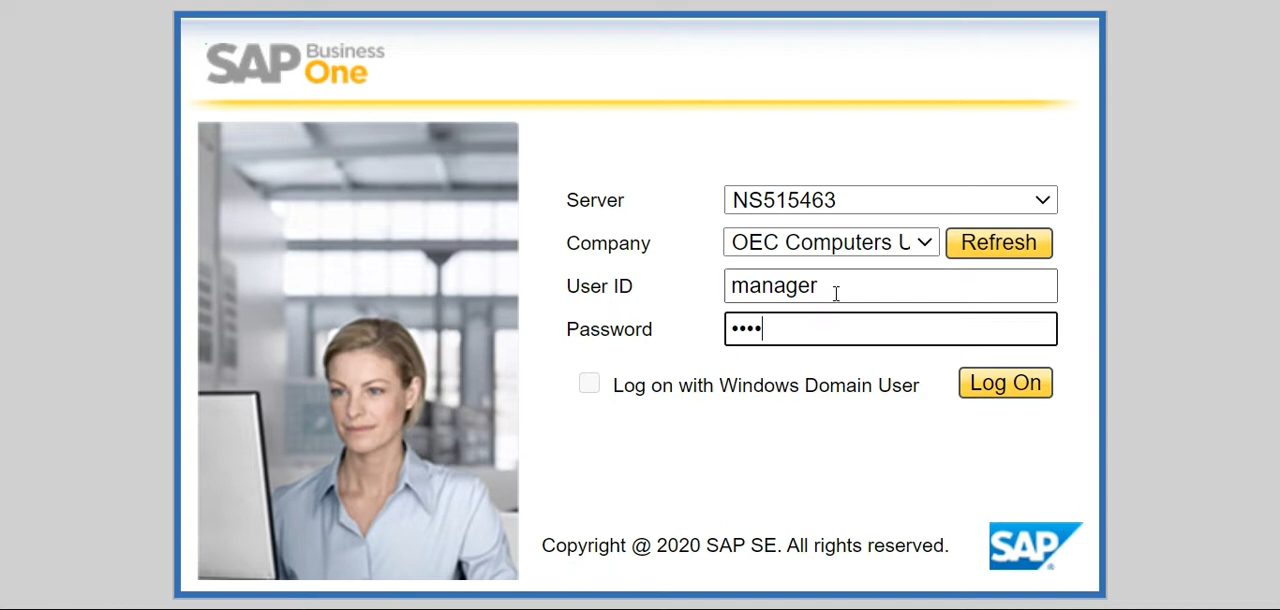 SAP Business One
Server NS515463
Company OEC Computers U Refresh
User ID manager
Password ••••
Log on with Windows Domain User Log On
Copyright @ 2020 SAP SE. All rights reserved.
SAP